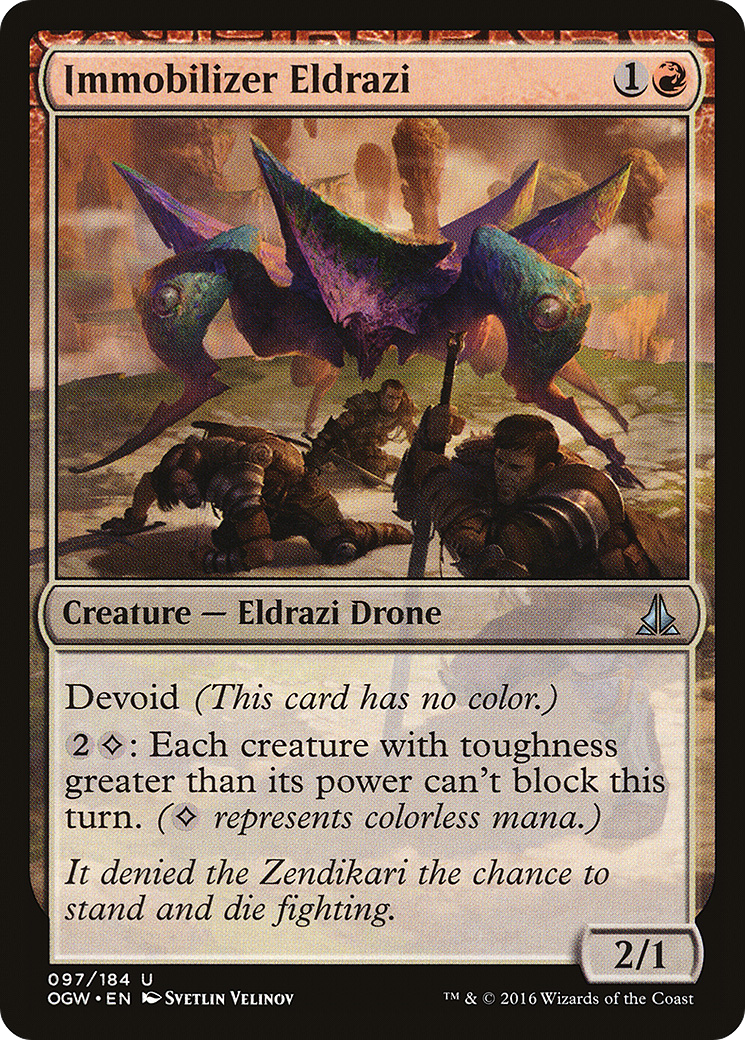 Immobilizer Eldrazi 1
Creature — Eldrazi Drone
Devoid (This card has no color.)
2 ◇: Each creature with toughness
greater than its power can't block this
turn. (◇ represents colorless mana.)
It denied the Zendikari the chance to
stand and die fighting.
2/1
097/184 U
OGW • EN Svetlin Velinov
™ & © 2016 Wizards of the Coast